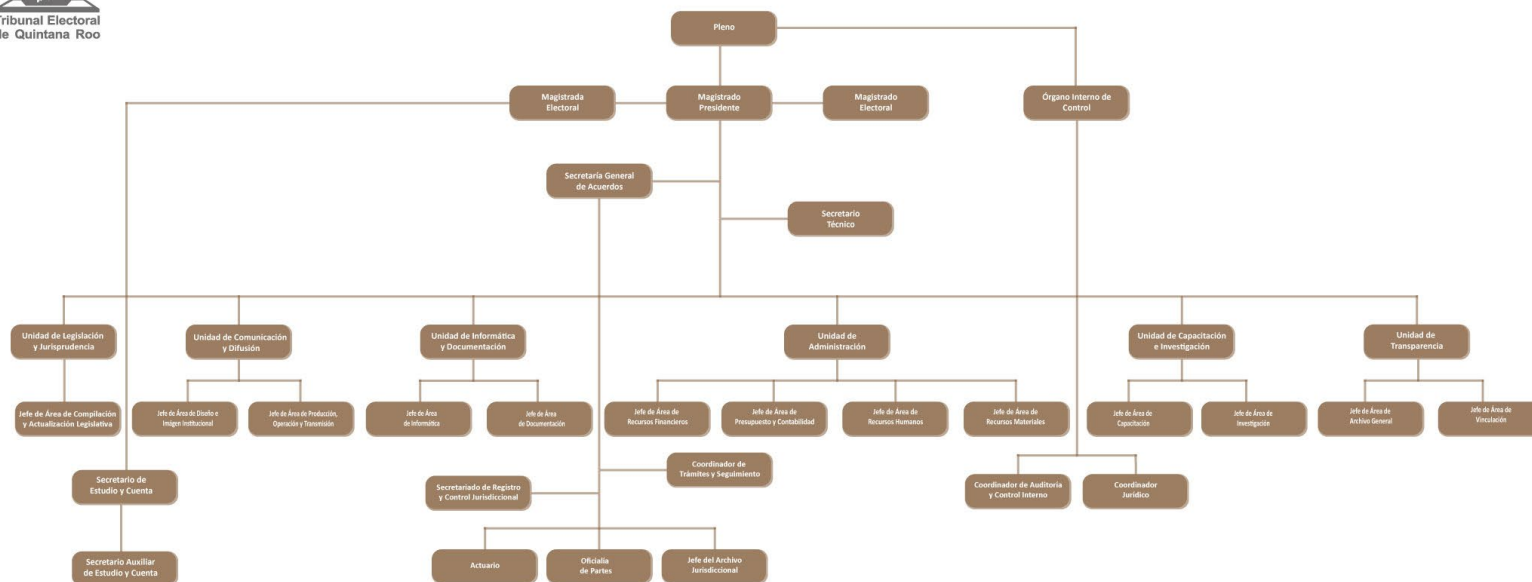 Tribunal Electoral
de Quintana Roo
Pleno
Magistrada
Electoral
Magistrado
Presidente
Magistrado
Electoral
Órgano Interno de
Control
Secretaría General
de Acuerdos
Secretario
Técnico
Unidad de Legislación
y Jurisprudencia
Unidad de Comunicación
y Difusión
Unidad de Informática
y Documentación
Unidad de
Administración
Unidad de Capacitación
e Investigación
Unidad de
Transparencia
Jefe de Área de Compilación
y Actualización Legislativa
Jefe de Área de Diseño e
Imágen Institucional
Jefe de Área de Producción,
Operación y Transmisión
Jefe de Área
de Informática
Jefe de Área
de Documentación
Jefe de Área de
Recursos Financieros
Jefe de Área de
Presupuesto y Contabilidad
Jefe de Área de
Recursos Humanos
Jefe de Área de
Recursos Materiales
Jefe de Área de
Capacitación
Jefe de Área de
Investigación
Jefe de Área de
Archivo General
Jefe de Área de
Vinculación
Secretario de
Estudio y Cuenta
Secretariado de Registro
y Control Jurisdiccional
Coordinador de
Trámites y Seguimiento
Coordinador de Auditoría
y Control Interno
Coordinador
Jurídico
Secretario Auxiliar
de Estudio y Cuenta
Actuario
Oficialía
de Partes
Jefe del Archivo
Jurisdiccional